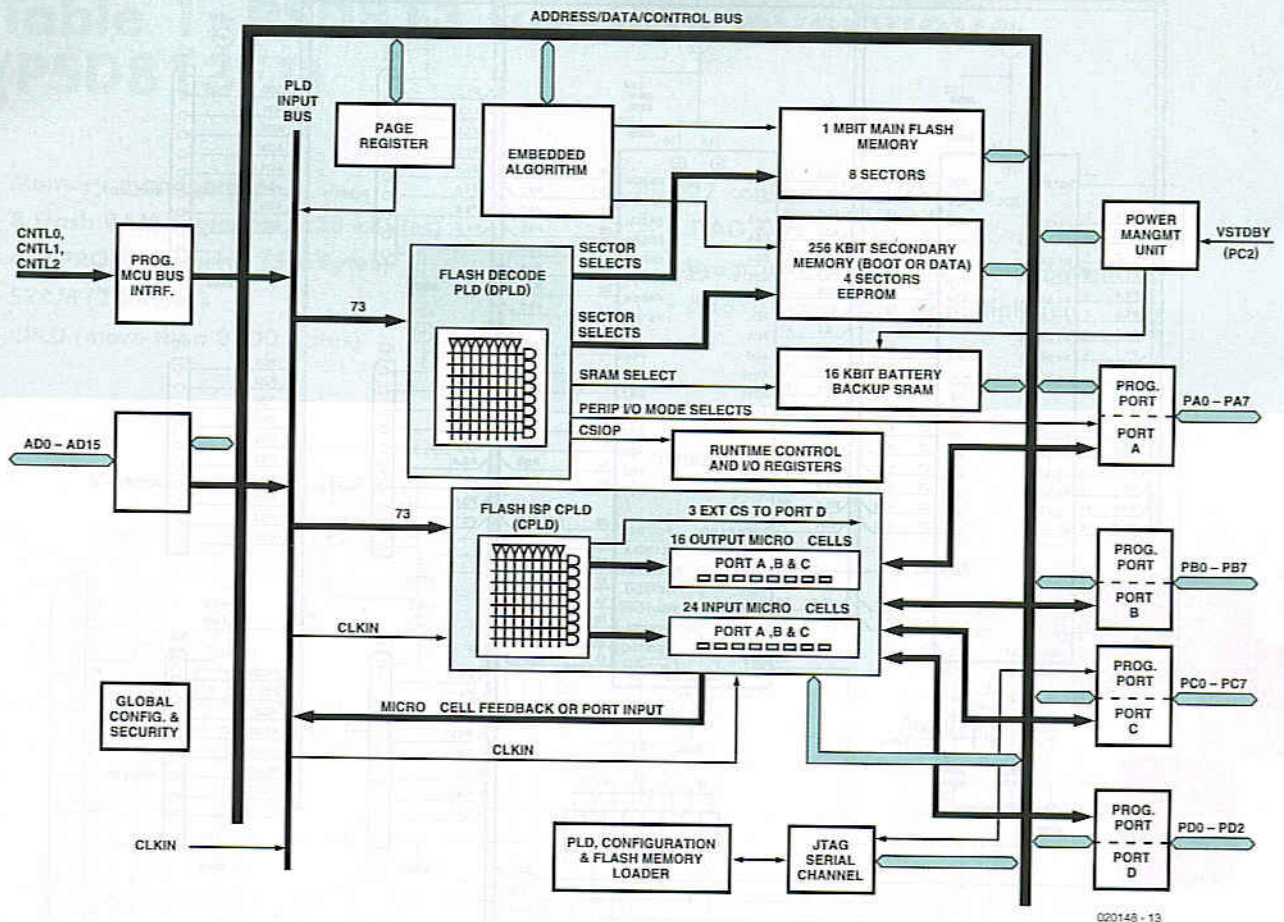 ADDRESS/DATA/CONTROL BUS
PLD
INPUT
BUS
PAGE
REGISTER
EMBEDDED
ALGORITHM
1 MBIT MAIN FLASH
MEMORY
8 SECTORS
CNTL0,
CNTL1,
CNTL2
PROG.
MCU BUS
INTRF.
POWER
MANGMT
UNIT
VSTDBY
(PC2)
SECTOR
SELECTS
256 KBIT SECONDARY
MEMORY (BOOT OR DATA)
4 SECTORS
EEPROM
FLASH DECODE
PLD (DPLD)
73
SECTOR
SELECTS
SRAM SELECT
16 KBIT BATTERY
BACKUP SRAM
PERIP I/O MODE SELECTS
CSIOP
RUNTIME CONTROL
AND I/O REGISTERS
PROG.
PORT
PORT
A
PA0 – PA7
AD0 – AD15
FLASH ISP CPLD
(CPLD)
73
3 EXT CS TO PORT D
16 OUTPUT MICRO CELLS
PORT A ,B & C
24 INPUT MICRO CELLS
PORT A ,B & C
CLKIN
PROG.
PORT
PORT
B
PB0 – PB7
PROG.
PORT
PORT
C
PC0 – PC7
GLOBAL
CONFIG. &
SECURITY
MICRO CELL FEEDBACK OR PORT INPUT
CLKIN
CLKIN
PLD, CONFIGURATION
& FLASH MEMORY
LOADER
JTAG
SERIAL
CHANNEL
PROG.
PORT
PORT
D
PD0 – PD2
020148 - 13